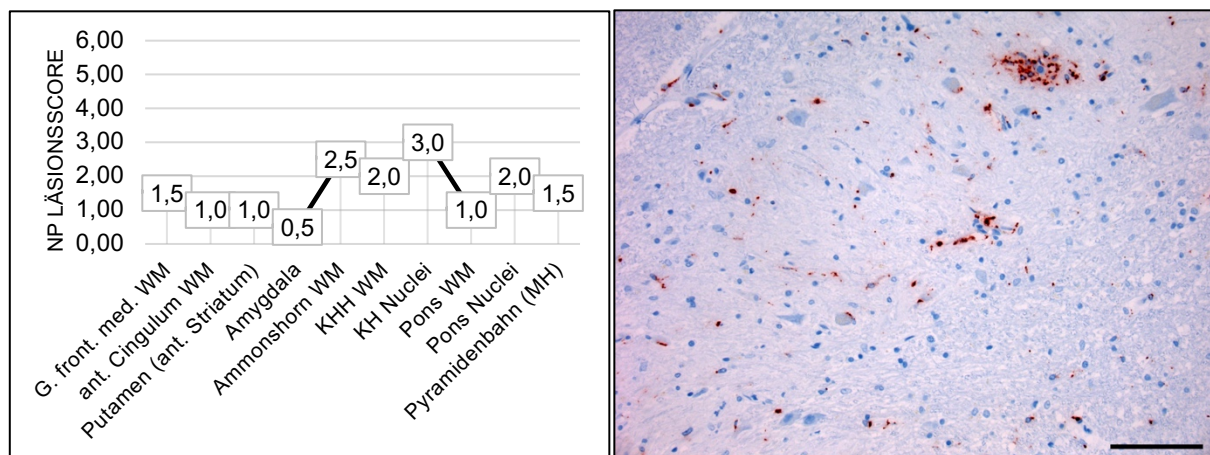 NP LÄSIONSSCORE
6,00
5,00
4,00
3,00
2,00
1,00
0,00
1,5
1,0
1,0
0,5
2,5
2,0
3,0
1,0
2,0
1,5
G. front. med. WM
ant. Cingulum WM
Putamen (ant. Striatum)
Amygdala
Ammonshorn WM
KHH WM
KH Nuclei
Pons WM
Pons Nuclei
Pyramidenbahn (MH)